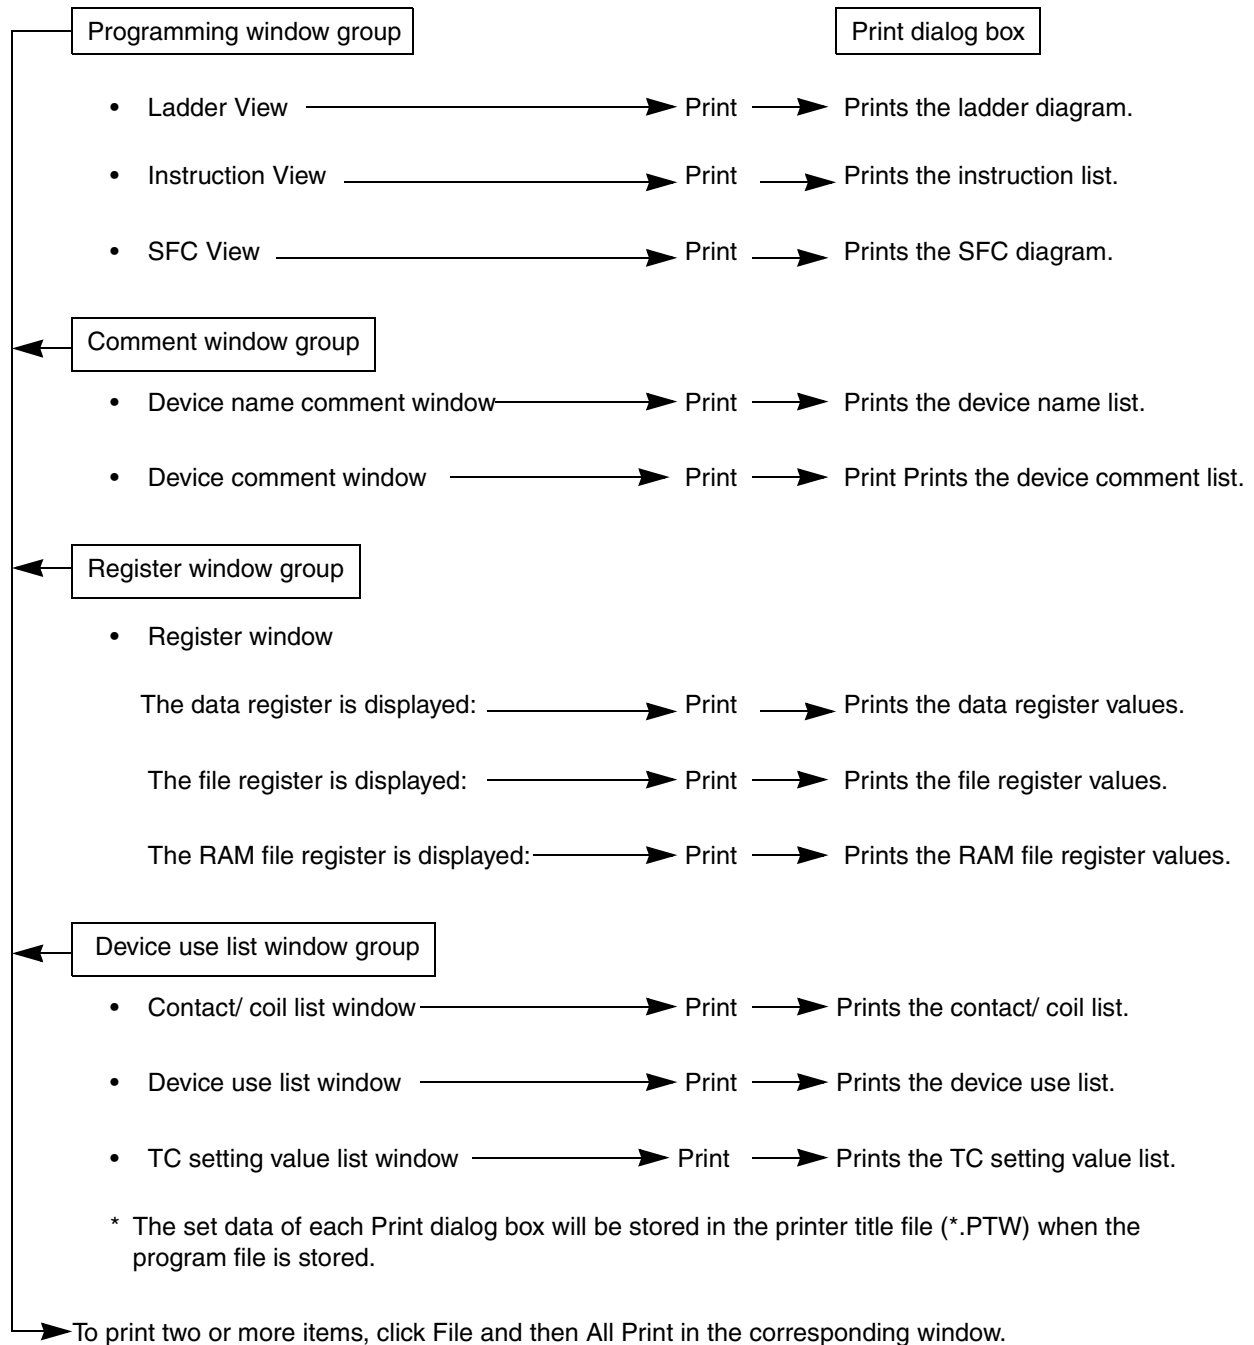 Programming window group Print dialog box
• Ladder View Print Prints the ladder diagram.
• Instruction View Print Prints the instruction list.
• SFC View Print Prints the SFC diagram.
Comment window group
• Device name comment window Print Prints the device name list.
• Device comment window Print Print Prints the device comment list.
Register window group
• Register window
The data register is displayed: Print Prints the data register values.
The file register is displayed: Print Prints the file register values.
The RAM file register is displayed: Print Prints the RAM file register values.
Device use list window group
• Contact/ coil list window Print Prints the contact/ coil list.
• Device use list window Print Prints the device use list.
• TC setting value list window Print Prints the TC setting value list.
* The set data of each Print dialog box will be stored in the printer title file (*.PTW) when the
program file is stored.
To print two or more items, click File and then All Print in the corresponding window.